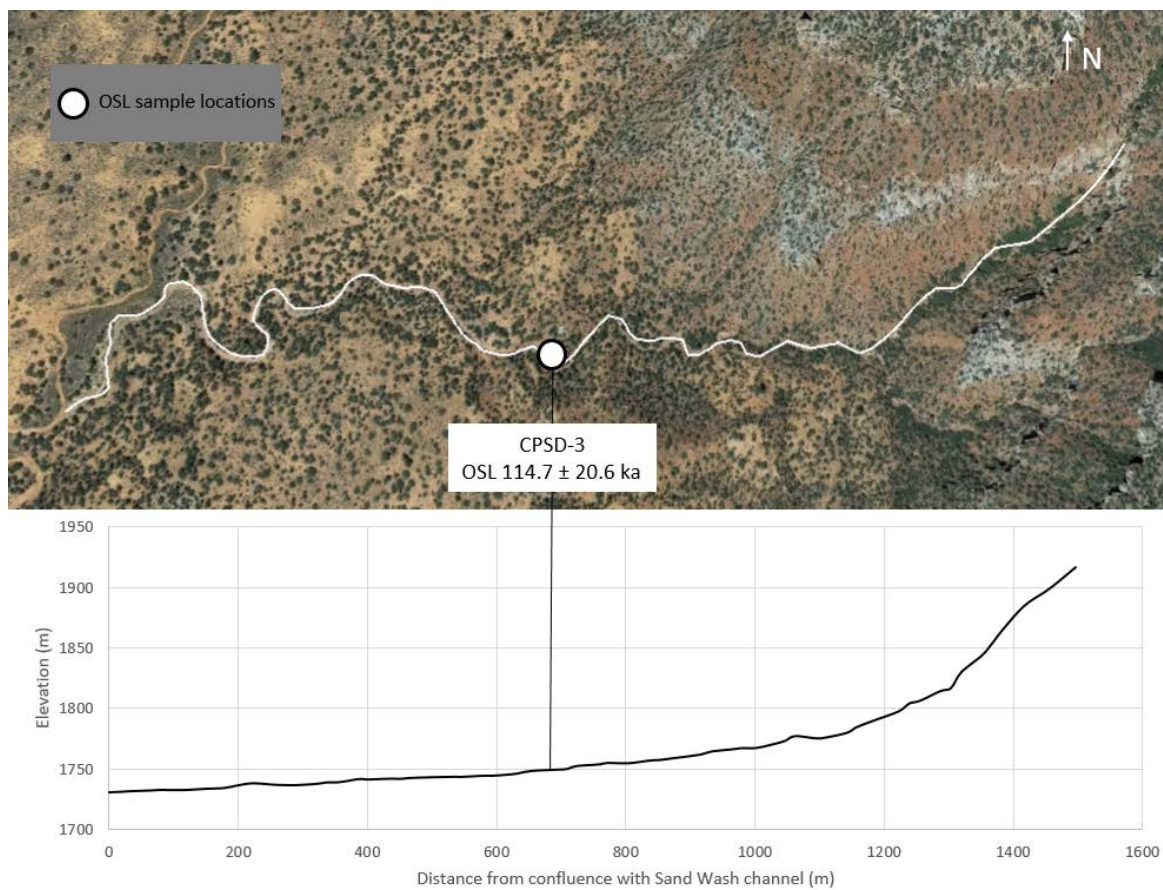 N
OSL sample locations
CPSD-3
OSL 114.7 ± 20.6 ka
1950
1900
1850
1800
1750
1700
Elevation (m)
0 200 400 600 800 1000 1200 1400 1600
Distance from confluence with Sand Wash channel (m)